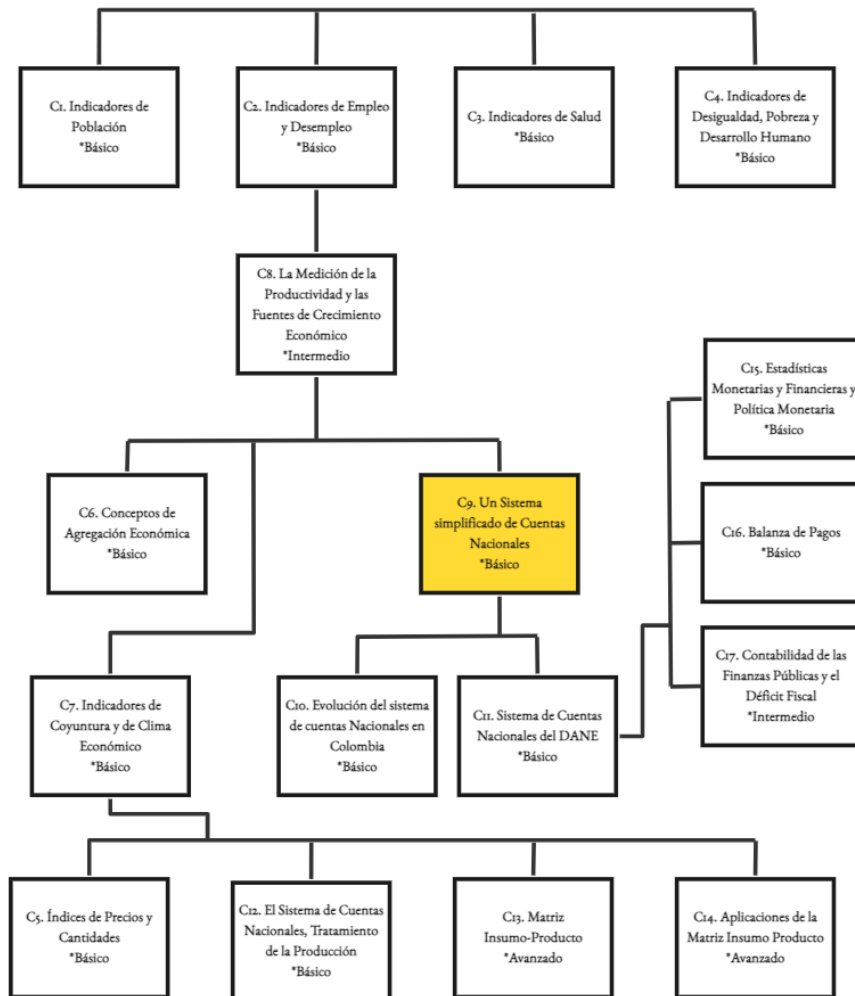 C1. Indicadores de
Población
*Básico
C2. Indicadores de Empleo
y Desempleo
*Básico
C3. Indicadores de Salud
*Básico
C4. Indicadores de
Desigualdad, Pobreza y
Desarrollo Humano
*Básico
C8. La Medición de la
Productividad y las
Fuentes de Crecimiento
Económico
*Intermedio
C15. Estadísticas
Monetarias y Financieras y
Política Monetaria
*Básico
C6. Conceptos de
Agregación Económica
*Básico
C9. Un Sistema
simplificado de Cuentas
Nacionales
*Básico
C16. Balanza de Pagos
*Básico
C17. Contabilidad de las
Finanzas Públicas y el
Déficit Fiscal
*Intermedio
C7. Indicadores de
Coyuntura y de Clima
Económico
*Básico
C10. Evolución del sistema
de cuentas Nacionales en
Colombia
*Básico
C11. Sistema de Cuentas
Nacionales del DANE
*Básico
C5. Índices de Precios y
Cantidades
*Básico
C12. El Sistema de Cuentas
Nacionales, Tratamiento
de la Producción
*Básico
C13. Matriz
Insumo-Producto
*Avanzado
C14. Aplicaciones de la
Matriz Insumo Producto
*Avanzado